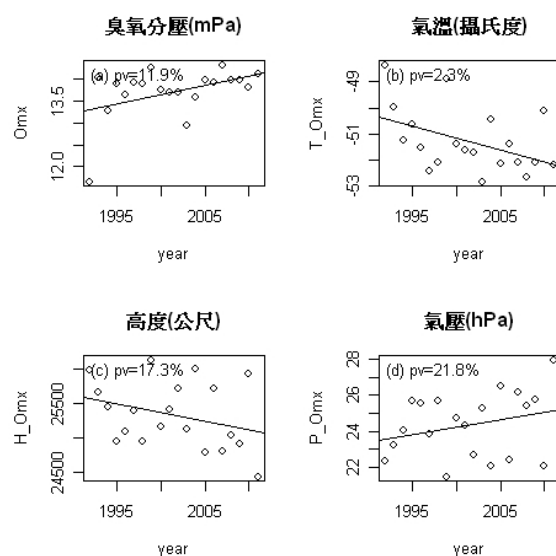 臭氧分壓(mPa)
(a) pv=11.9%
Omx
13.5
12.0
1995
2005
year
氣溫(攝氏度)
(b) pv=2.3%
T_Omx
-49
-51
-53
1995
2005
year
高度(公尺)
(c) pv=17.3%
H_Omx
25500
24500
1995
2005
year
氣壓(hPa)
(d) pv=21.8%
P_Omx
28
26
24
22
1995
2005
year